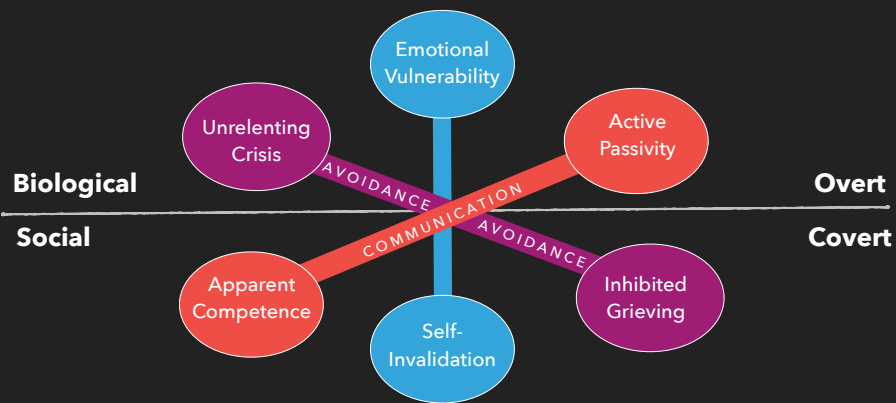 Emotional
Vulnerability
Unrelenting
Crisis
Active
Passivity
Biological
Overt
AVOIDANCE
COMMUNICATION
AVOIDANCE
Social
Covert
Apparent
Competence
Inhibited
Grieving
Self-
Invalidation